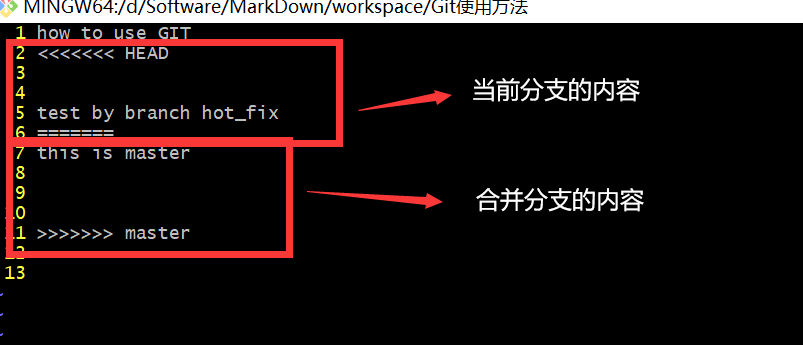 MINGW64:/d/Software/MarkDown/workspace/Git使用方法
1 how to use GIT
2 <<<<<<< HEAD
3
4
5 test by branch hot_fix
6 =======
7 this is master
8
9
10
11 >>>>>>> master
12
13
~
~
~
当前分支的内容
合并分支的内容